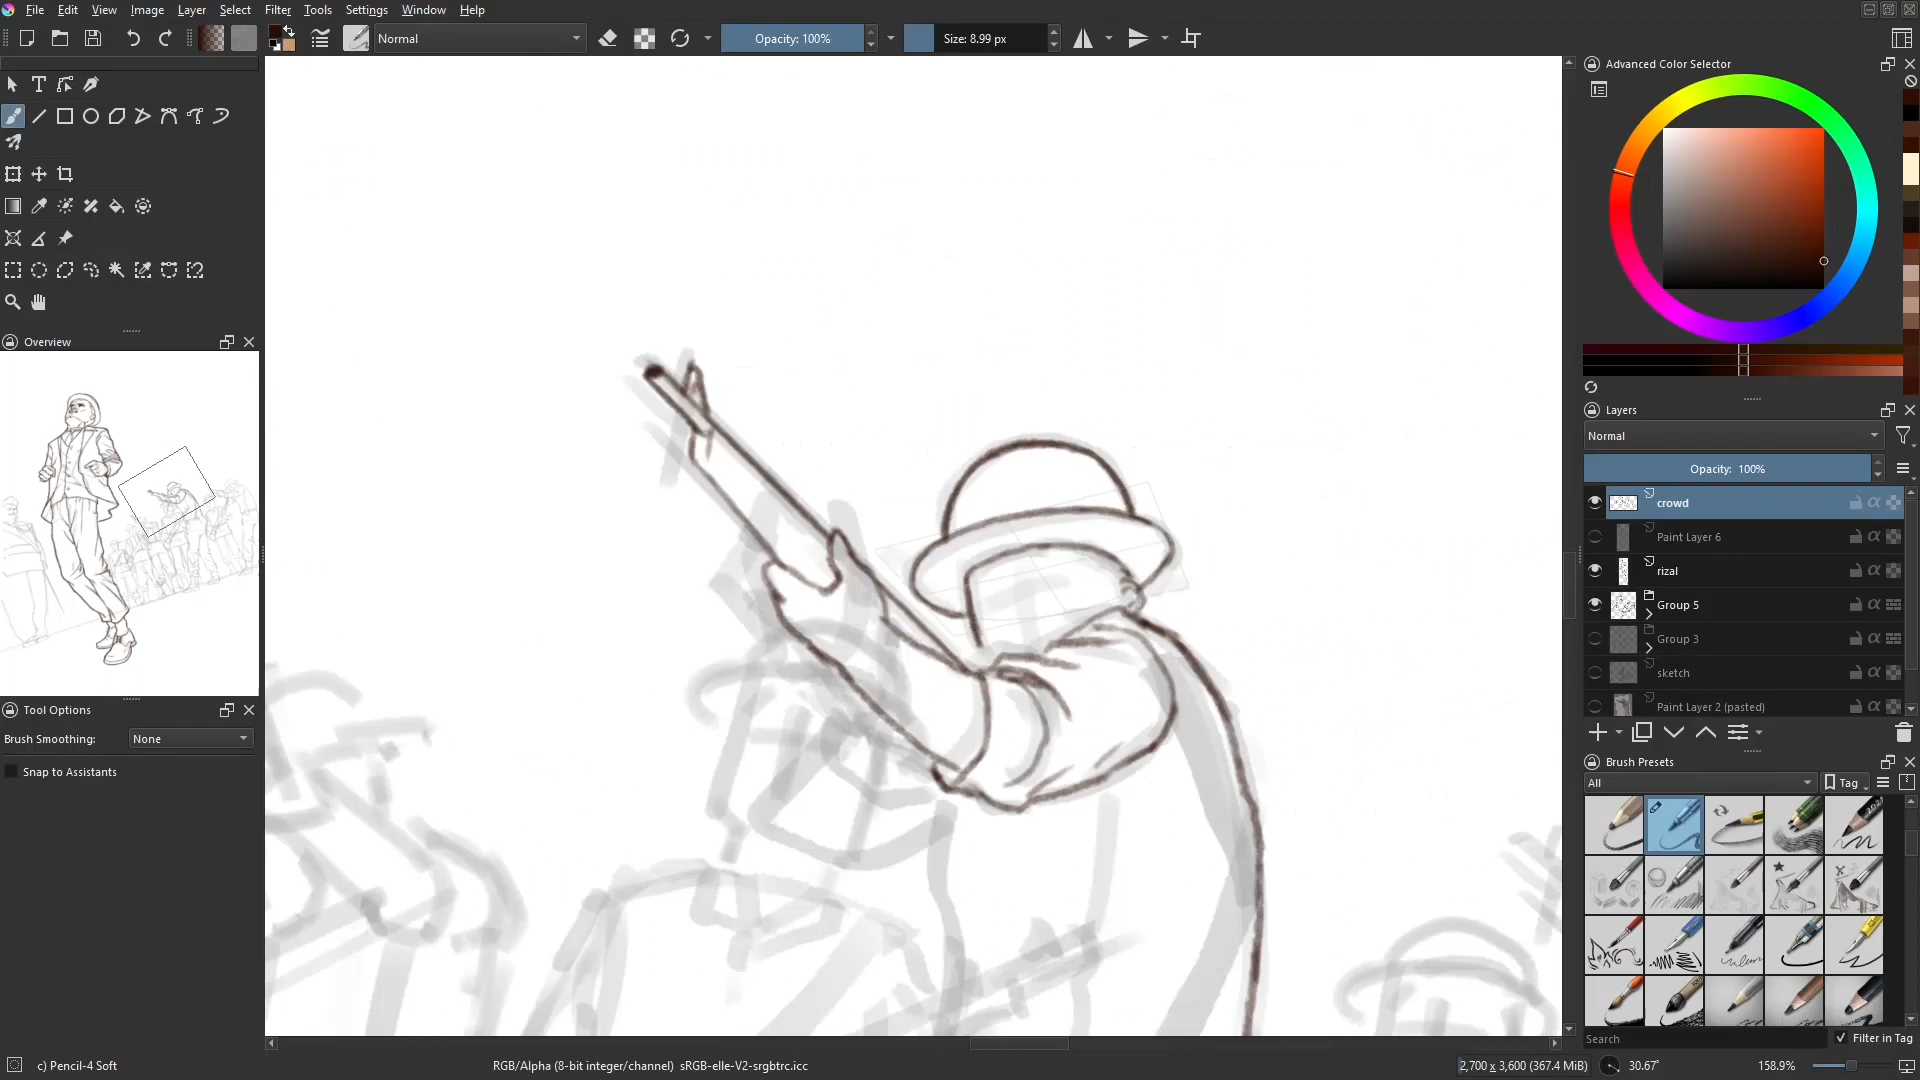 File Edit View Image Layer Select Filter Tools Settings Window Help
Normal
Opacity: 100%
Size: 8.99 px
Advanced Color Selector
Overview
Tool Options
Brush Smoothing: None
Snap to Assistants
Layers
Normal
Opacity: 100%
crowd
Paint Layer 6
rizal
Group 5
Group 3
sketch
Paint Layer 2 (pasted)
Brush Presets
All
Tag
Search
Filter in Tag
c) Pencil-4 Soft
RGB/Alpha (8-bit integer/channel) sRGB-elle-V2-srgbtrc.icc
2,700 x 3,600 (367.4 MiB)
30.67°
158.9%